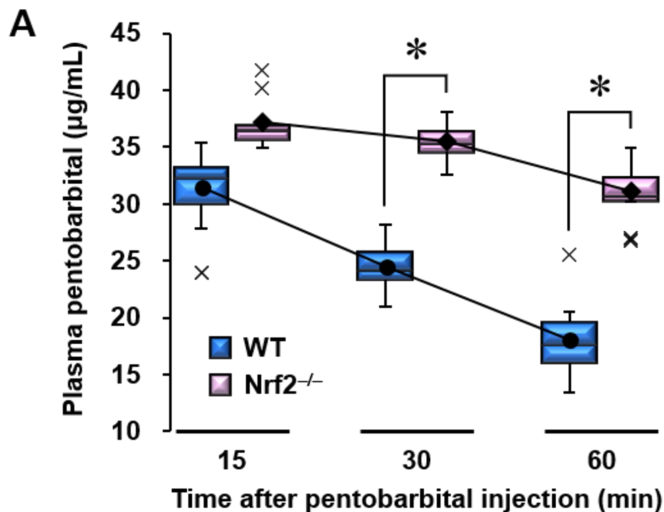 A
Plasma pentobarbital (µg/mL)
45
40
35
30
25
20
15
10
*
*
WT
Nrf2⁻/⁻
15 30 60
Time after pentobarbital injection (min)